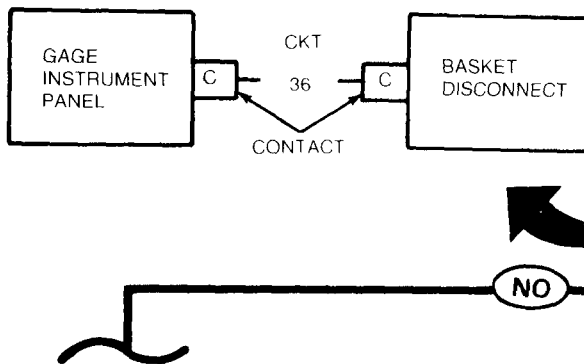 GAGE
INSTRUMENT
PANEL
C
CKT
36
C
BASKET
DISCONNECT
CONTACT
NO